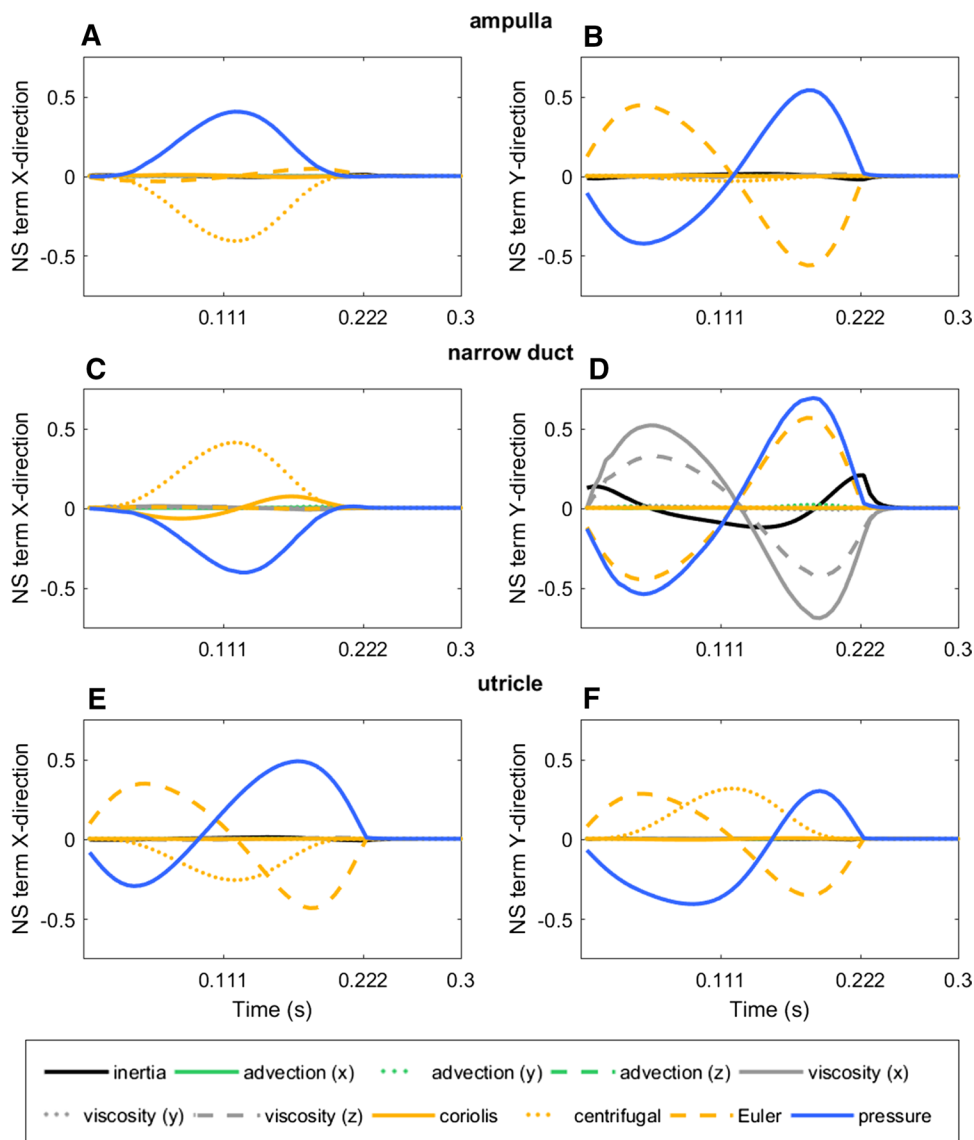 ampulla
A
B
NS term X-direction
0.5
0
-0.5
0.111
0.222
0.3
NS term Y-direction
0.5
0
-0.5
0.111
0.222
0.3
narrow duct
C
D
NS term X-direction
0.5
0
-0.5
0.111
0.222
0.3
NS term Y-direction
0.5
0
-0.5
0.111
0.222
0.3
utricle
E
F
NS term X-direction
0.5
0
-0.5
0.111
0.222
0.3
Time (s)
NS term Y-direction
0.5
0
-0.5
0.111
0.222
0.3
Time (s)
inertia advection (x) advection (y) advection (z) viscosity (x)
viscosity (y) viscosity (z) coriolis centrifugal Euler pressure